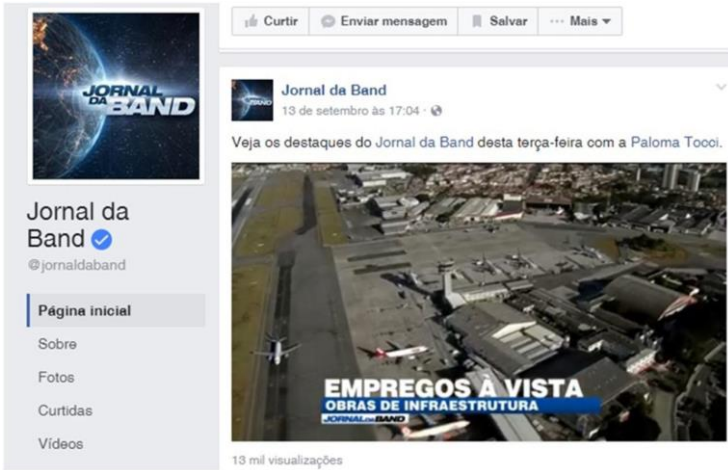 JORNAL
DA BAND
Jornal da
Band
@jornaldaband
Página inicial
Sobre
Fotos
Curtidas
Vídeos
Curtir
Enviar mensagem
Salvar
Mais
Jornal da Band
13 de setembro às 17:04
Veja os destaques do Jornal da Band desta terça-feira com a Paloma Tocci.
EMPREGOS À VISTA
OBRAS DE INFRAESTRUTURA
JORNAL DA BAND
13 mil visualizações